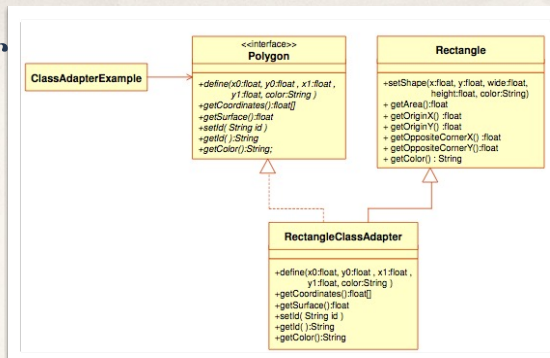 <<interface>>
Polygon
+define(x0:float, y0:float , x1:float ,
y1:float, color:String )
+getCoordinates():float[]
+getSurface():float
+setId( String id )
+getId( ):String
+getColor():String;
Rectangle
+setShape(x:float, y:float, wide:float,
height:float, color:String)
+ getArea():float
+ getOriginX() :float
+ getOriginY() :float
+ getOppositeCornerX() :float
+ getOppositeCornerY():float
+ getColor() : String
ClassAdapterExample
RectangleClassAdapter
+define(x0:float, y0:float , x1:float ,
y1:float, color:String )
+getCoordinates():float[]
+getSurface():float
+setId( String id )
+getId( ):String
+getColor():String